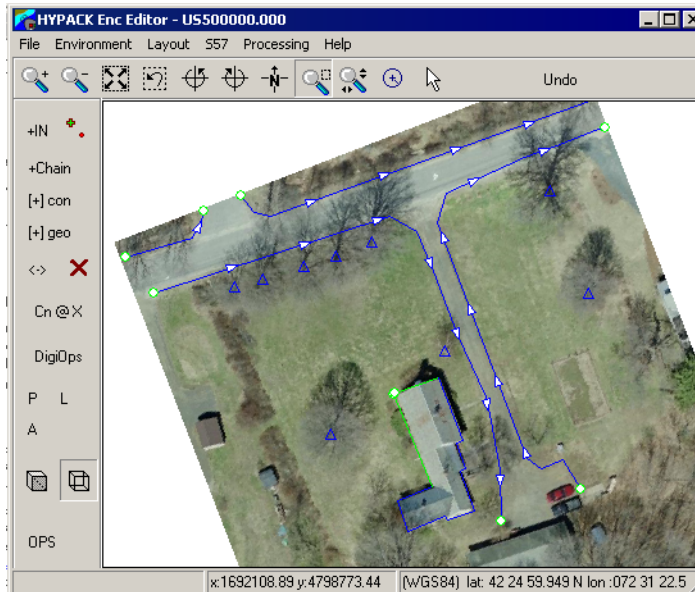 HYPACK Enc Editor - US500000.000
File Environment Layout S57 Processing Help
N Undo
+IN
+Chain
[+] con
[+] geo
<->
Cn @ X
DigiOps
P L
A
OPS
x:1692108.89 y:4798773.44 (WGS84) lat: 42 24 59.949 N lon :072 31 22.5